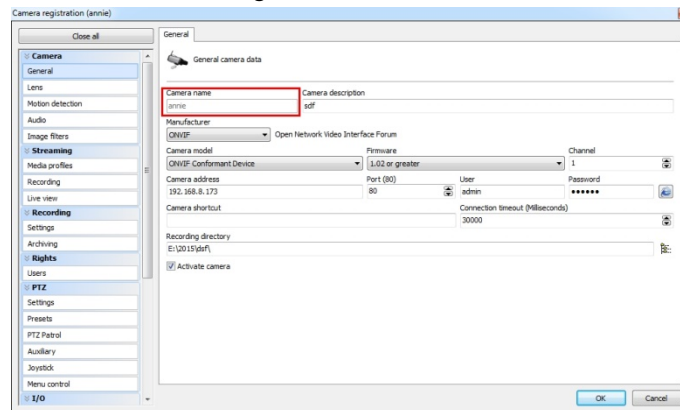 Camera registration (annie)
Close all
Camera
General
Lens
Motion detection
Audio
Image filters
Streaming
Media profiles
Recording
Live view
Recording
Settings
Archiving
Rights
Users
PTZ
Settings
Presets
PTZ Patrol
Auxiliary
Joystick
Menu control
I/O
General
General camera data
Camera name Camera description
annie sdf
Manufacturer
ONVIF Open Network Video Interface Forum
Camera model Firmware Channel
ONVIF Conformant Device 1.02 or greater 1
Camera address Port (80) User Password
192.168.8.173 80 admin ••••••
Camera shortcut Connection timeout (Miliseconds)
30000
Recording directory
E:\2015\dsf\
Activate camera
OK Cancel